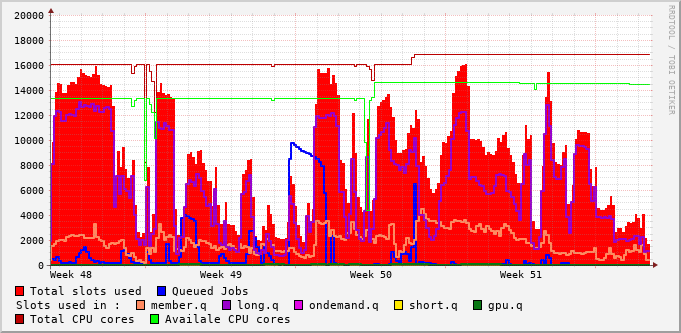 20000
18000
16000
14000
12000
10000
8000
6000
4000
2000
0
Week 48 Week 49 Week 50 Week 51
RRDTOOL / TOBI OETIKER
Total slots used Queued Jobs
Slots used in : member.q long.q ondemand.q short.q gpu.q
Total CPU cores Availale CPU cores